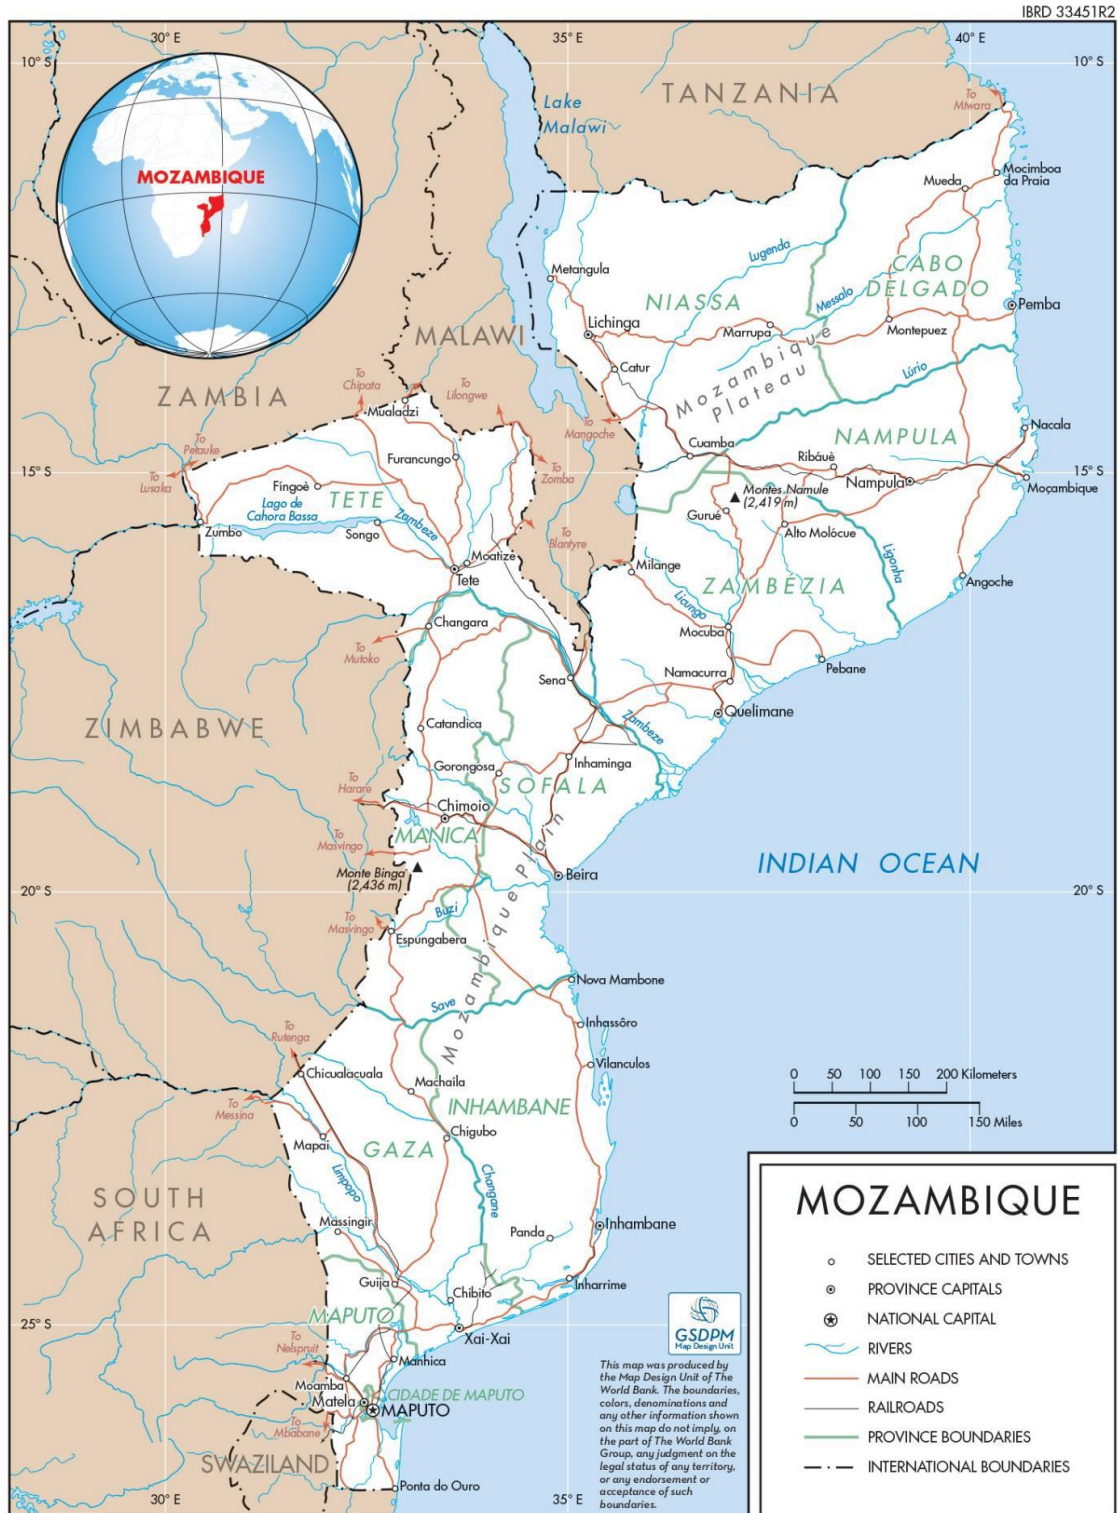 IBRD 33451R2
30° E
35° E
40° E
10° S
10° S
To
Mtwara
TANZANIA
Lake
Malawi
MOZAMBIQUE
Mocimboa
da Praia
Mueda
Lugenda
CABO
DELGADO
Metangula
Messalo
NIASSA
Pemba
Lichinga
Marrupa
Montepuez
MALAWI
Catur
Mozambique
Plateau
Lúrio
ZAMBIA
To
Chipata
To
Lilongwe
Mualadzi
To
Mangoche
Nacala
NAMPULA
Cuamba
Ribáuè
To
Petauke
Furancungo
15° S
To
Lusaka
To
Zomba
15° S
Nampula
Moçambique
Fíngoè
TETE
Montes Namule
(2,419 m)
Lago de
Cahora Bassa
Zambeze
Gurué
Zumbo
Songo
To
Blantyre
Alto Molócue
Ligonha
Moatize
Milange
Tete
ZAMBÉZIA
Angoche
Licungo
Changara
Mocuba
To
Mutoko
Pebane
Sena
Namacurra
ZIMBABWE
Catandica
Zambeze
Quelimane
Gorongosa
Inhaminga
SOFALA
To
Harare
Chimoio
MANICA
To
Masvingo
Monte Binga
(2,436 m)
Beira
INDIAN OCEAN
20° S
20° S
Buzi
To
Masvingo
Espungabera
Mozambique Plain
Nova Mambone
Save
To
Rutenga
Inhassôro
Vilanculos
Chicualacuala
Machaíla
To
Messina
INHAMBANE
0 50 100 150 200 Kilometers
0 50 100 150 Miles
Mapai
GAZA
Chigubo
Limpopo
Changane
SOUTH
AFRICA
Massingir
Panda
Inhambane
Guija
Chibito
Inharrime
MAPUTO
25° S
Xai-Xai
To
Nelspruit
Manhica
Moamba
CIDADE DE MAPUTO
Matela
MAPUTO
To
Mbabane
SWAZILAND
Ponta do Ouro
30° E
35° E
GSDPM
Map Design Unit
This map was produced by
the Map Design Unit of The
World Bank. The boundaries,
colors, denominations and
any other information shown
on this map do not imply, on
the part of The World Bank
Group, any judgment on the
legal status of any territory,
or any endorsement or
acceptance of such
boundaries.
MOZAMBIQUE
SELECTED CITIES AND TOWNS
PROVINCE CAPITALS
NATIONAL CAPITAL
RIVERS
MAIN ROADS
RAILROADS
PROVINCE BOUNDARIES
INTERNATIONAL BOUNDARIES